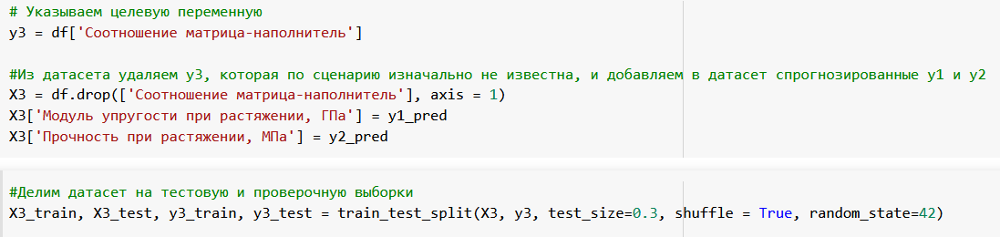 # Указываем целевую переменную
y3 = df['Соотношение матрица-наполнитель']
#Из датасета удаляем y3, которая по сценарию изначально не известна, и добавляем в датасет спрогнозированные y1 и y2
X3 = df.drop(['Соотношение матрица-наполнитель'], axis = 1)
X3['Модуль упругости при растяжении, ГПа'] = y1_pred
X3['Прочность при растяжении, МПа'] = y2_pred
#Делим датасет на тестовую и проверочную выборки
X3_train, X3_test, y3_train, y3_test = train_test_split(X3, y3, test_size=0.3, shuffle = True, random_state=42)